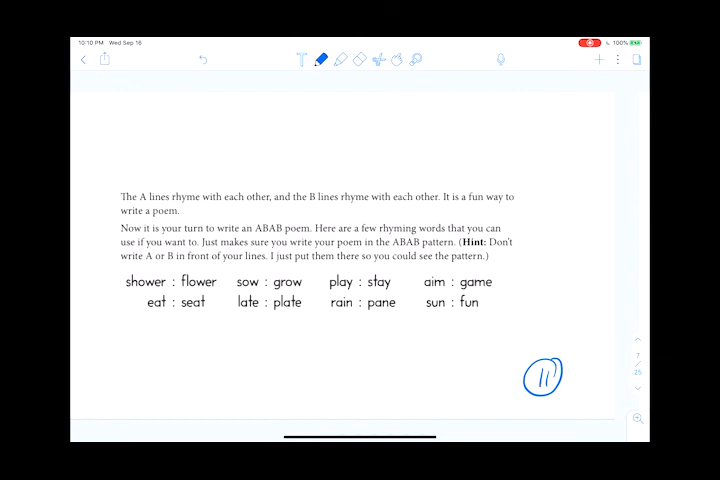 10:10 PM Wed Sep 16
100%
T
The A lines rhyme with each other, and the B lines rhyme with each other. It is a fun way to
write a poem.
Now it is your turn to write an ABAB poem. Here are a few rhyming words that you can
use if you want to. Just makes sure you write your poem in the ABAB pattern. (Hint: Don't
write A or B in front of your lines. I just put them there so you could see the pattern.)
shower : flower sow : grow play : stay aim : game
eat : seat late : plate rain : pane sun : fun
11
7
/
25